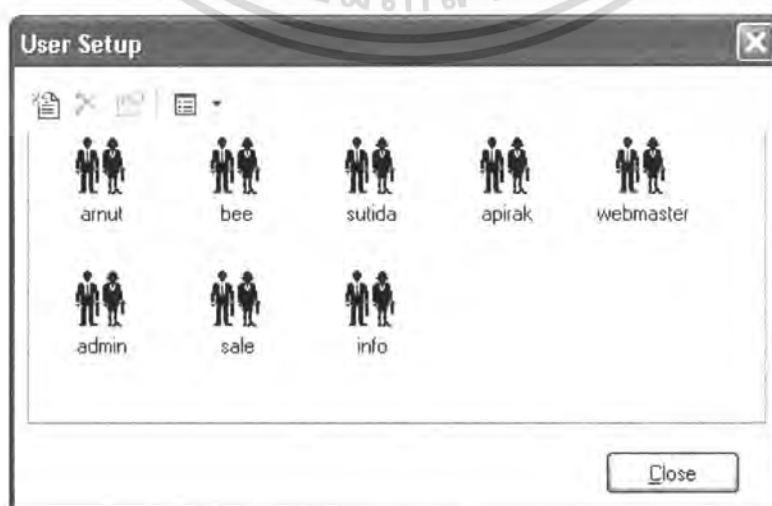 User Setup
arnut bee sutida apirak webmaster
admin sale info
Close